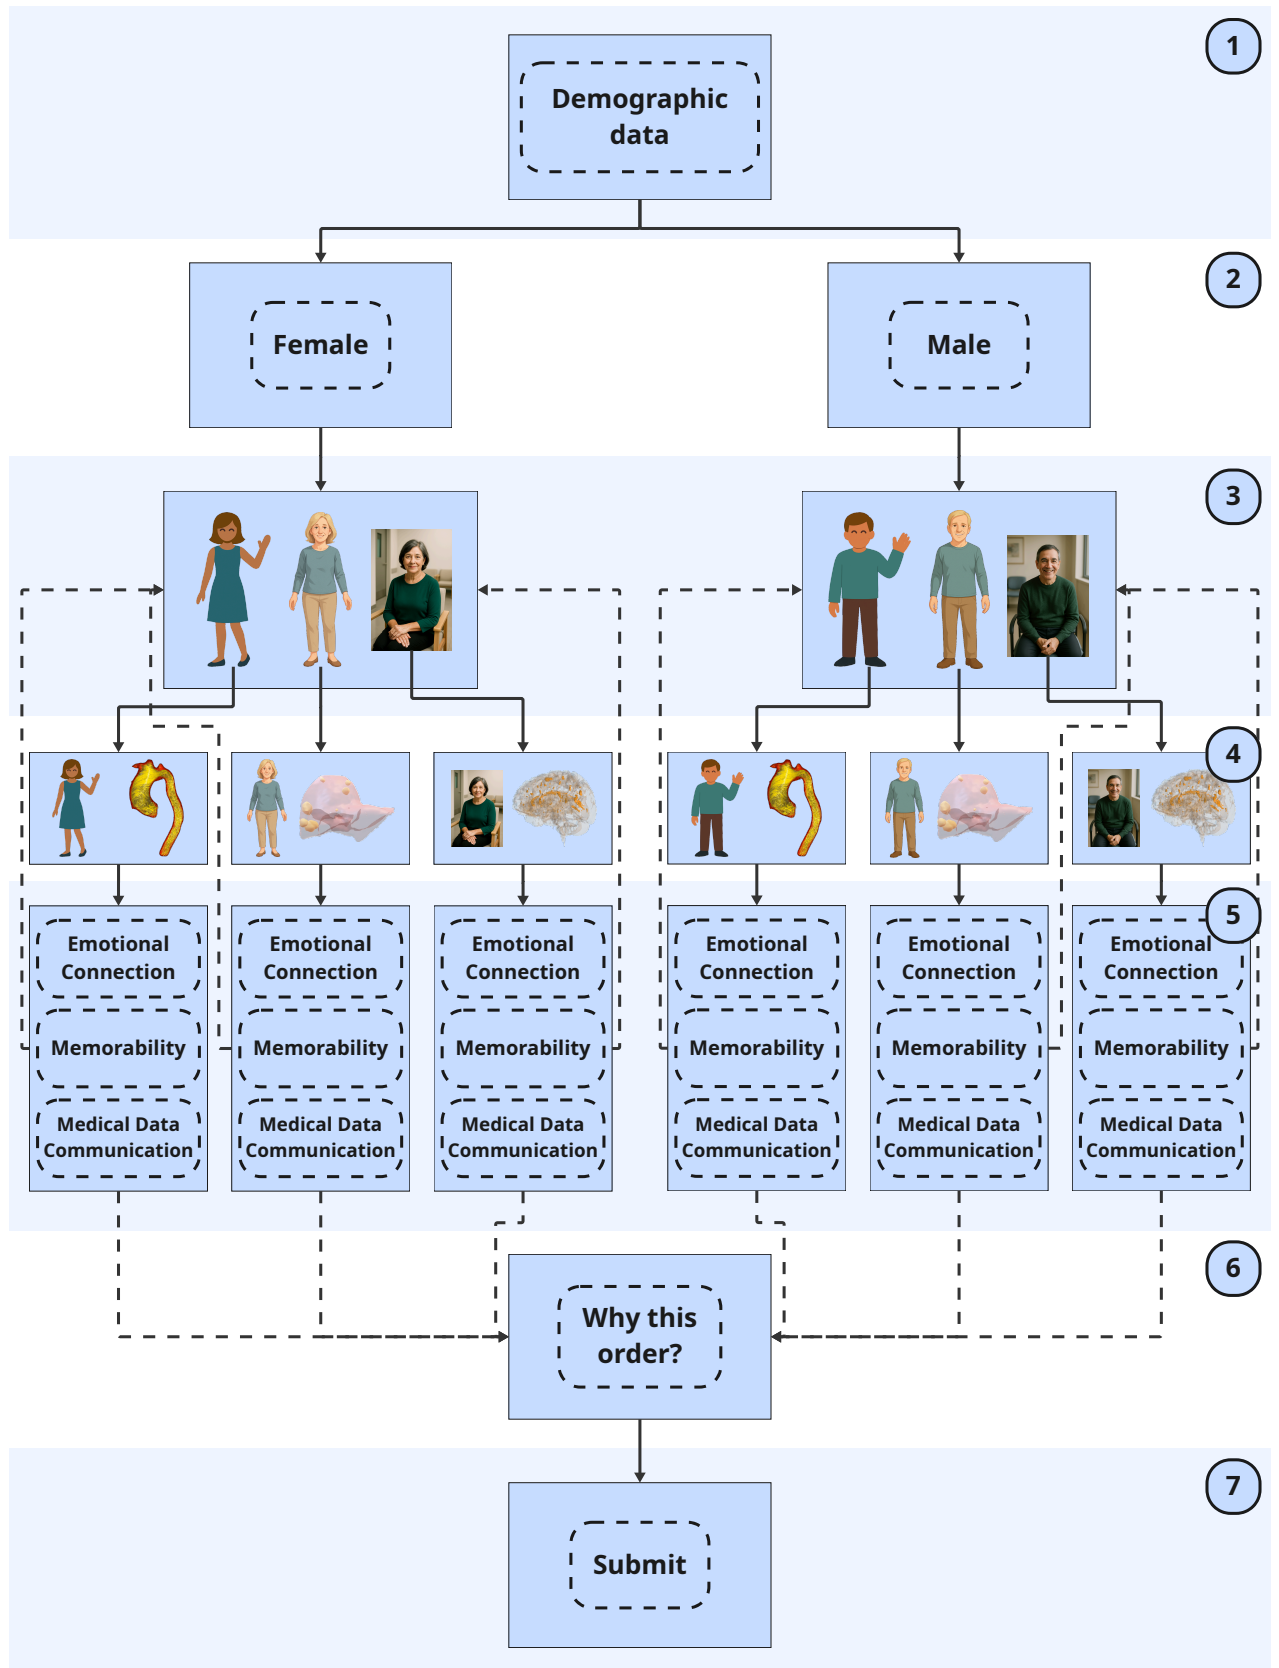 1
Demographic
data
2
Female
Male
3
4
5
Emotional
Connection
Memorability
Medical Data
Communication
Emotional
Connection
Memorability
Medical Data
Communication
Emotional
Connection
Memorability
Medical Data
Communication
Emotional
Connection
Memorability
Medical Data
Communication
Emotional
Connection
Memorability
Medical Data
Communication
Emotional
Connection
Memorability
Medical Data
Communication
6
Why this
order?
7
Submit